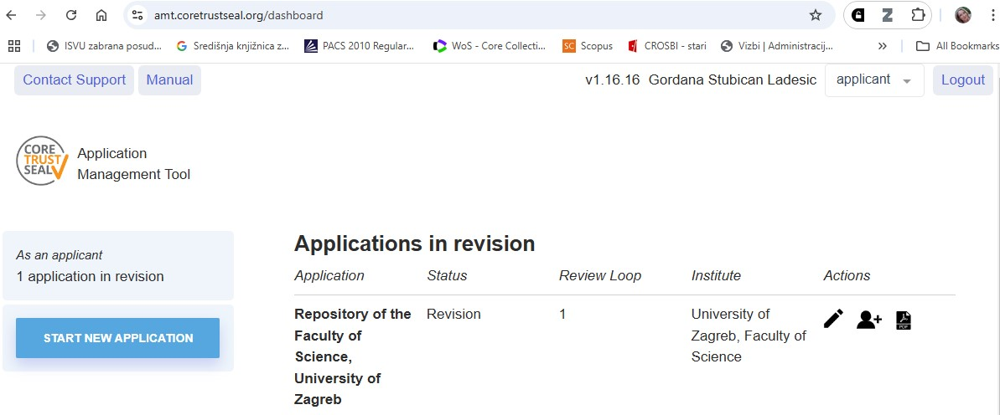 amt.coretrustseal.org/dashboard
ISVU zabrana posud... Središnja knjižnica z... PACS 2010 Regular... WoS - Core Collecti... SC Scopus CROSBI - stari Vizbi | Administracij... » All Bookmarks
Contact Support Manual v1.16.16 Gordana Stubican Ladesic applicant Logout
CORE
TRUST
SEAL
Application
Management Tool
As an applicant
1 application in revision
START NEW APPLICATION
Applications in revision
Application Status Review Loop Institute Actions
Repository of the Revision 1 University of
Faculty of Zagreb, Faculty of
Science, Science
University of
Zagreb
PDF